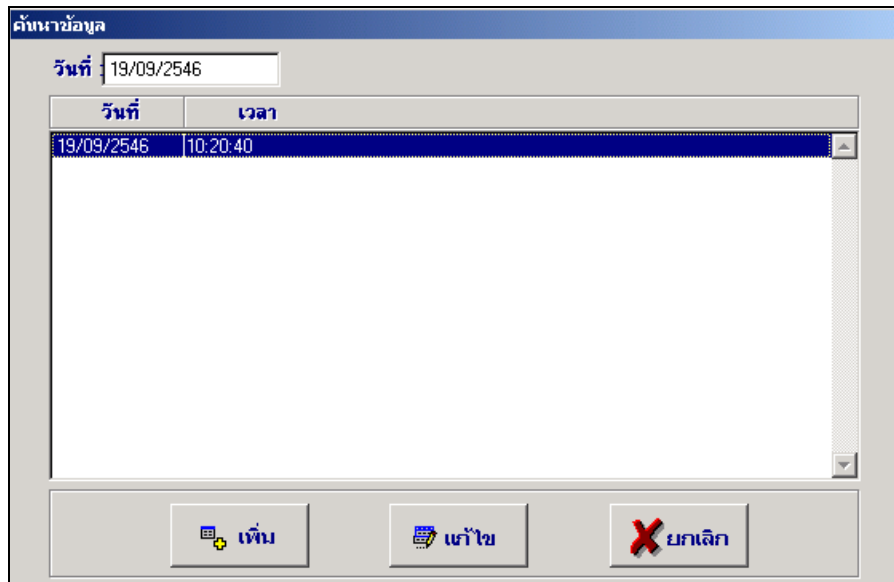 ค้นหาข้อมูล
วันที่ : 19/09/2546
วันที่ เวลา
19/09/2546 10:20:40
เพิ่ม แก้ไข ยกเลิก